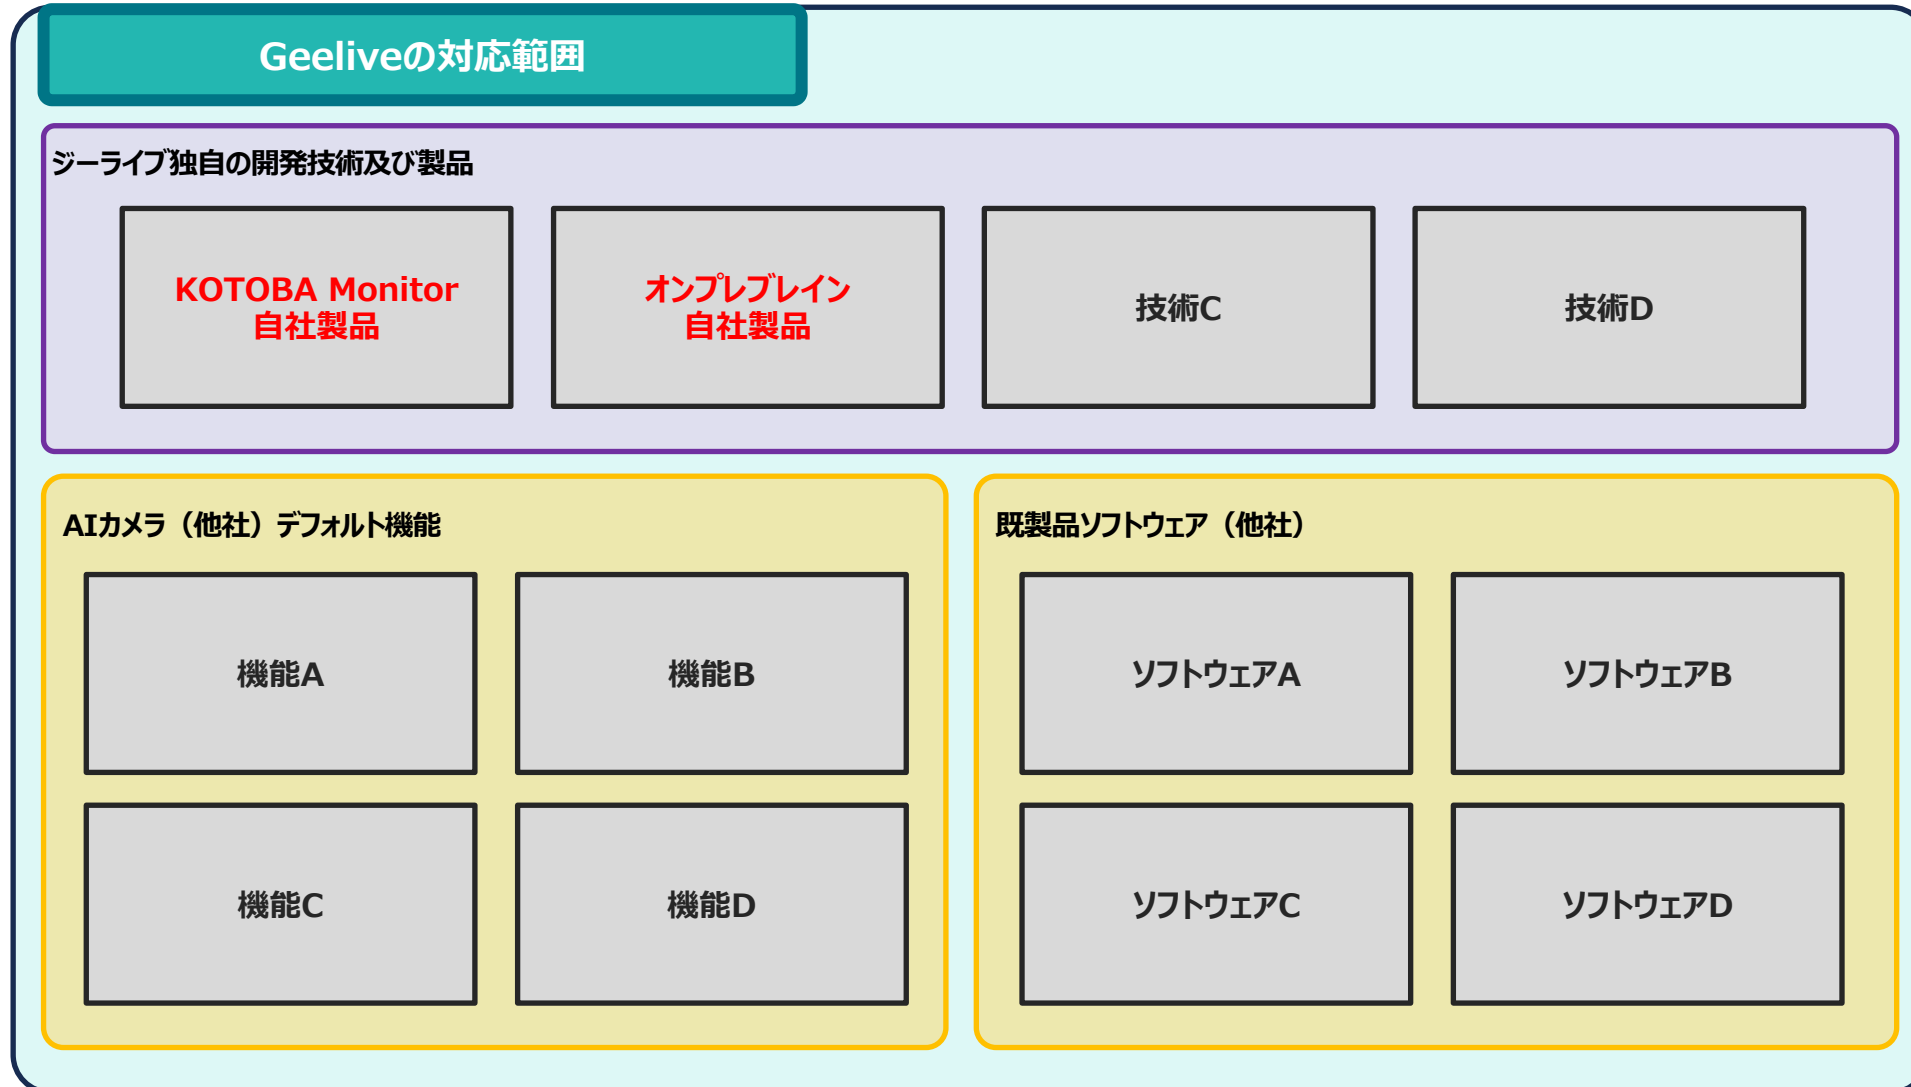 Geeliveの対応範囲
ジーライブ独自の開発技術及び製品
KOTOBA Monitor
自社製品
オンプレブレイン
自社製品
技術C
技術D
AIカメラ（他社）デフォルト機能
機能A
機能B
機能C
機能D
既製品ソフトウェア（他社）
ソフトウェアA
ソフトウェアB
ソフトウェアC
ソフトウェアD